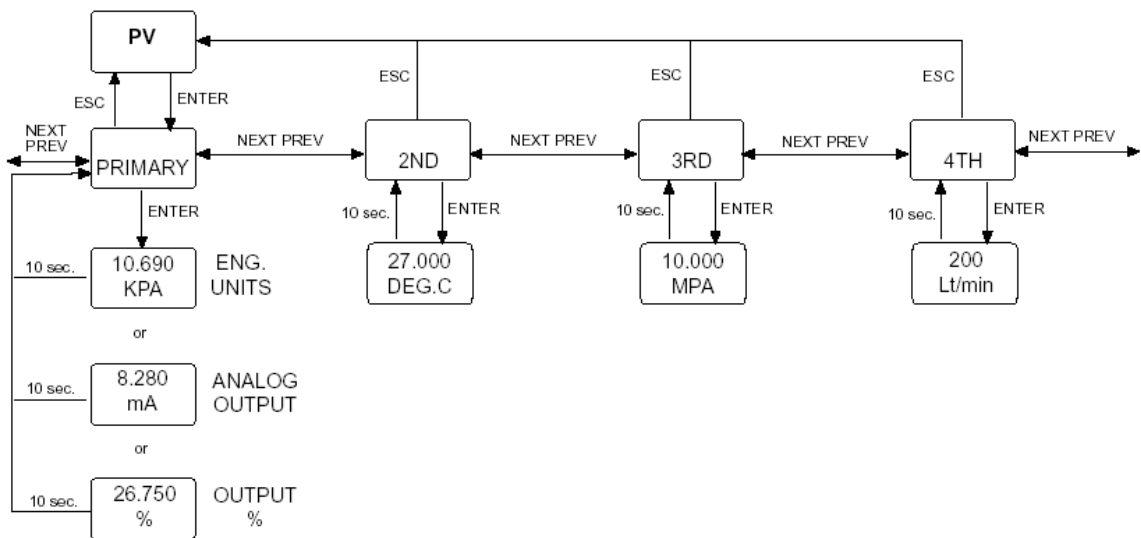 PV
ESC
ESC
ESC
ESC
ENTER
NEXT
PREV
PRIMARY
NEXT PREV
2ND
NEXT PREV
3RD
NEXT PREV
4TH
NEXT PREV
ENTER
10 sec.
ENTER
10 sec.
ENTER
10 sec.
ENTER
10 sec.
10.690
KPA
ENG.
UNITS
27.000
DEG.C
10.000
MPA
200
Lt/min
or
10 sec.
8.280
mA
ANALOG
OUTPUT
or
10 sec.
26.750
%
OUTPUT
%